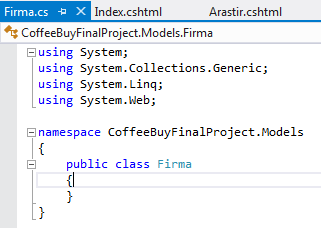 Firma.cs Index.cshtml Arastir.cshtml
CoffeeBuyFinalProject.Models.Firma
using System;
using System.Collections.Generic;
using System.Linq;
using System.Web;
namespace CoffeeBuyFinalProject.Models
{
public class Firma
{
}
}